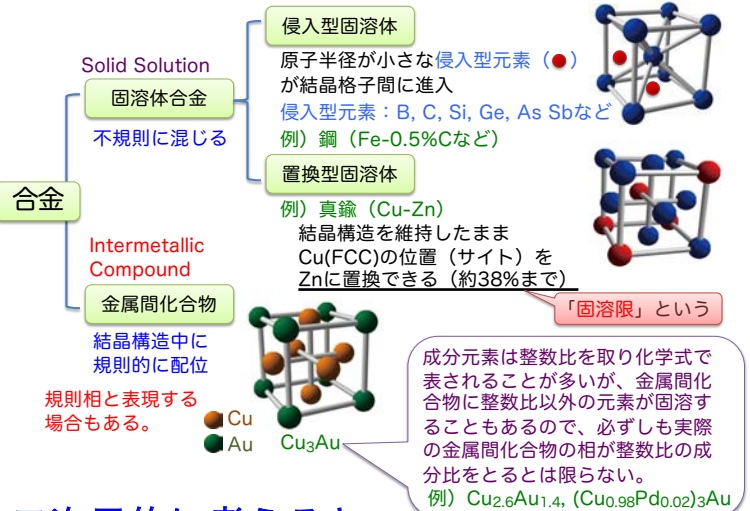 侵入型固溶体
原子半径が小さな侵入型元素（●）
が結晶格子間に進入
侵入型元素：B, C, Si, Ge, As Sbなど
例）鋼（Fe-0.5%Cなど）
Solid Solution
固溶体合金
不規則に混じる
置換型固溶体
例）真鍮（Cu-Zn）
結晶構造を維持したまま
Cu(FCC)の位置（サイト）を
Znに置換できる（約38%まで）
「固溶限」という
合金
Intermetallic
Compound
金属間化合物
結晶構造中に
規則的に配位
規則相と表現する
場合もある。
Cu
Au
Cu₃Au
成分元素は整数比を取り化学式で
表されることが多いが、金属間化
合物に整数比以外の元素が固溶す
ることもあるので、必ずしも実際
の金属間化合物の相が整数比の成
分比をとるとは限らない。
例）Cu₂.₆Au₁.₄, (Cu₀.₉₈Pd₀.₀₂)₃Au